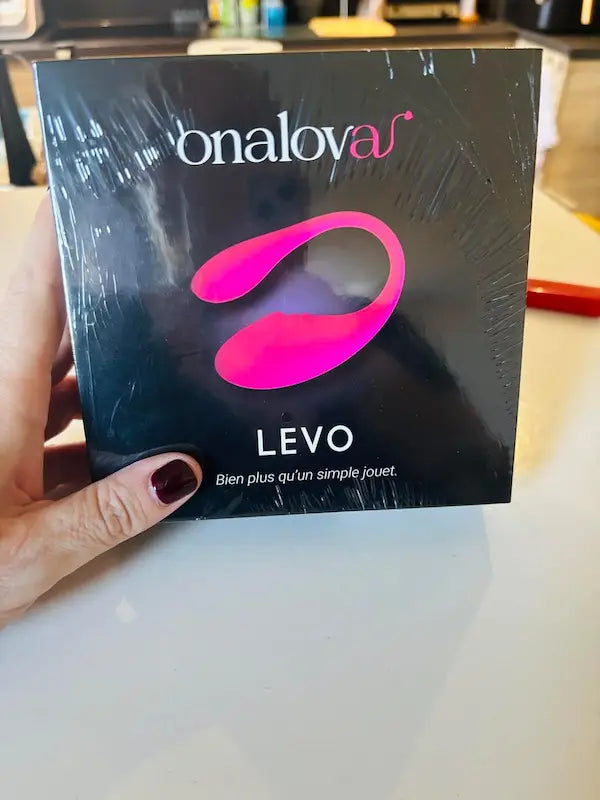 onalova
LEVO
Bien plus qu'un simple jouet.